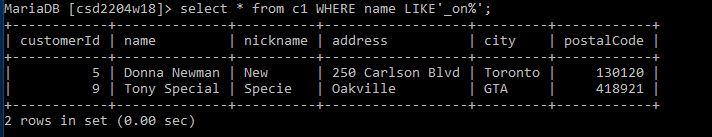 MariaDB [csd2204w18]> select * from c1 WHERE name LIKE'_on%';
+------------+--------------+----------+------------------+---------+------------+
| customerId | name         | nickname | address          | city    | postalCode |
+------------+--------------+----------+------------------+---------+------------+
|          5 | Donna Newman | New      | 250 Carlson Blvd | Toronto |     130120 |
|          9 | Tony Special | Specie   | Oakville         | GTA     |     418921 |
+------------+--------------+----------+------------------+---------+------------+
2 rows in set (0.00 sec)